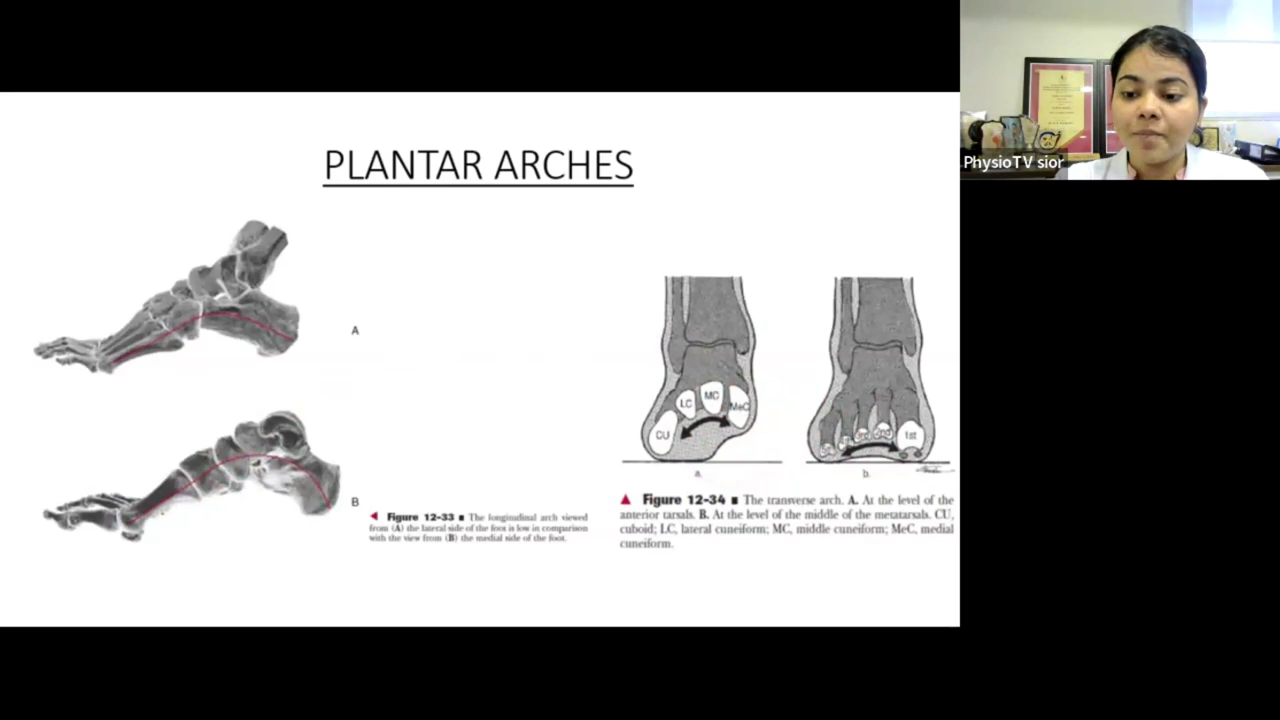 PLANTAR ARCHES
PhysioTV sior
A
B
◄ Figure 12-33 ■ The longitudinal arch viewed
from (A) the lateral side of the foot is low in comparison
with the view from (B) the medial side of the foot.
LC
MC
MeC
CU
a.
1st
b.
▲ Figure 12-34 ■ The transverse arch. A. At the level of the
anterior tarsals. B. At the level of the middle of the metatarsals. CU,
cuboid; LC, lateral cuneiform; MC, middle cuneiform; MeC, medial
cuneiform.